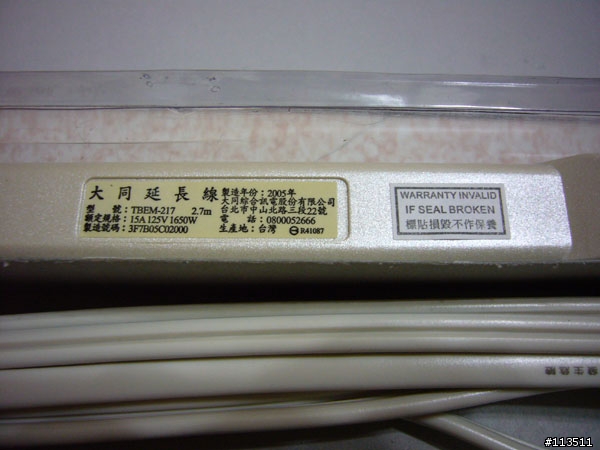 大同延長線
型　號：TBEM-217　2.7m
額定規格：15A 125V 1650W
製造號碼：3F7B05C02000
製造年份：2005年
大同綜合訊電股份有限公司
台北市中山北路三段22號
電　話：0800052666
生產地：台灣　R41087
WARRANTY INVALID
IF SEAL BROKEN
標貼損毀‧不作保養
#113511